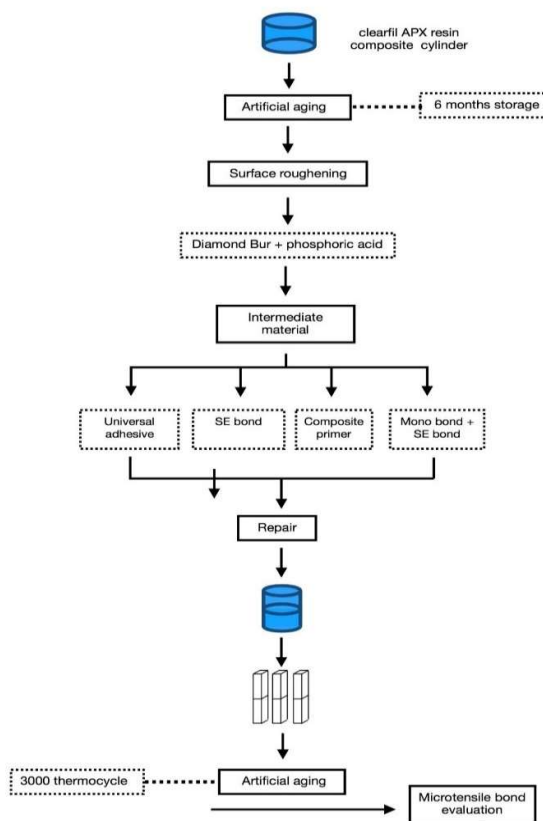 clearfil APX resin
composite cylinder
Artificial aging
6 months storage
Surface roughening
Diamond Bur + phosphoric acid
Intermediate
material
Universal
adhesive
SE bond
Composite
primer
Mono bond +
SE bond
Repair
3000 thermocycle
Artificial aging
Microtensile bond
evaluation